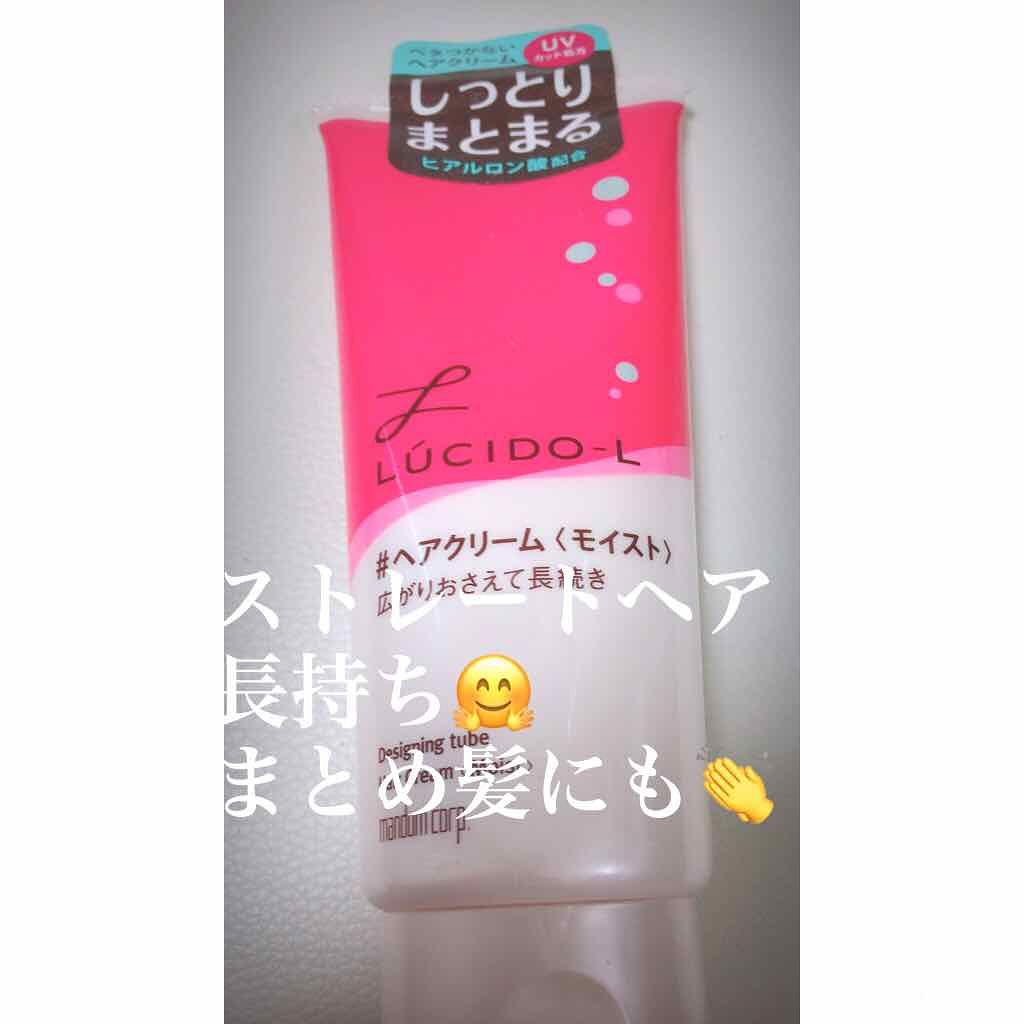 ベタつかない
ヘアクリーム
UV
カット処方
しっとり
まとまる
ヒアルロン酸配合
LÚCIDO-L
#ヘアクリーム〈モイスト〉
広がりおさえて長続き
ストレートヘア
長持ち🤗
Designing tube
まとめ髪にも👏
mandom corp.